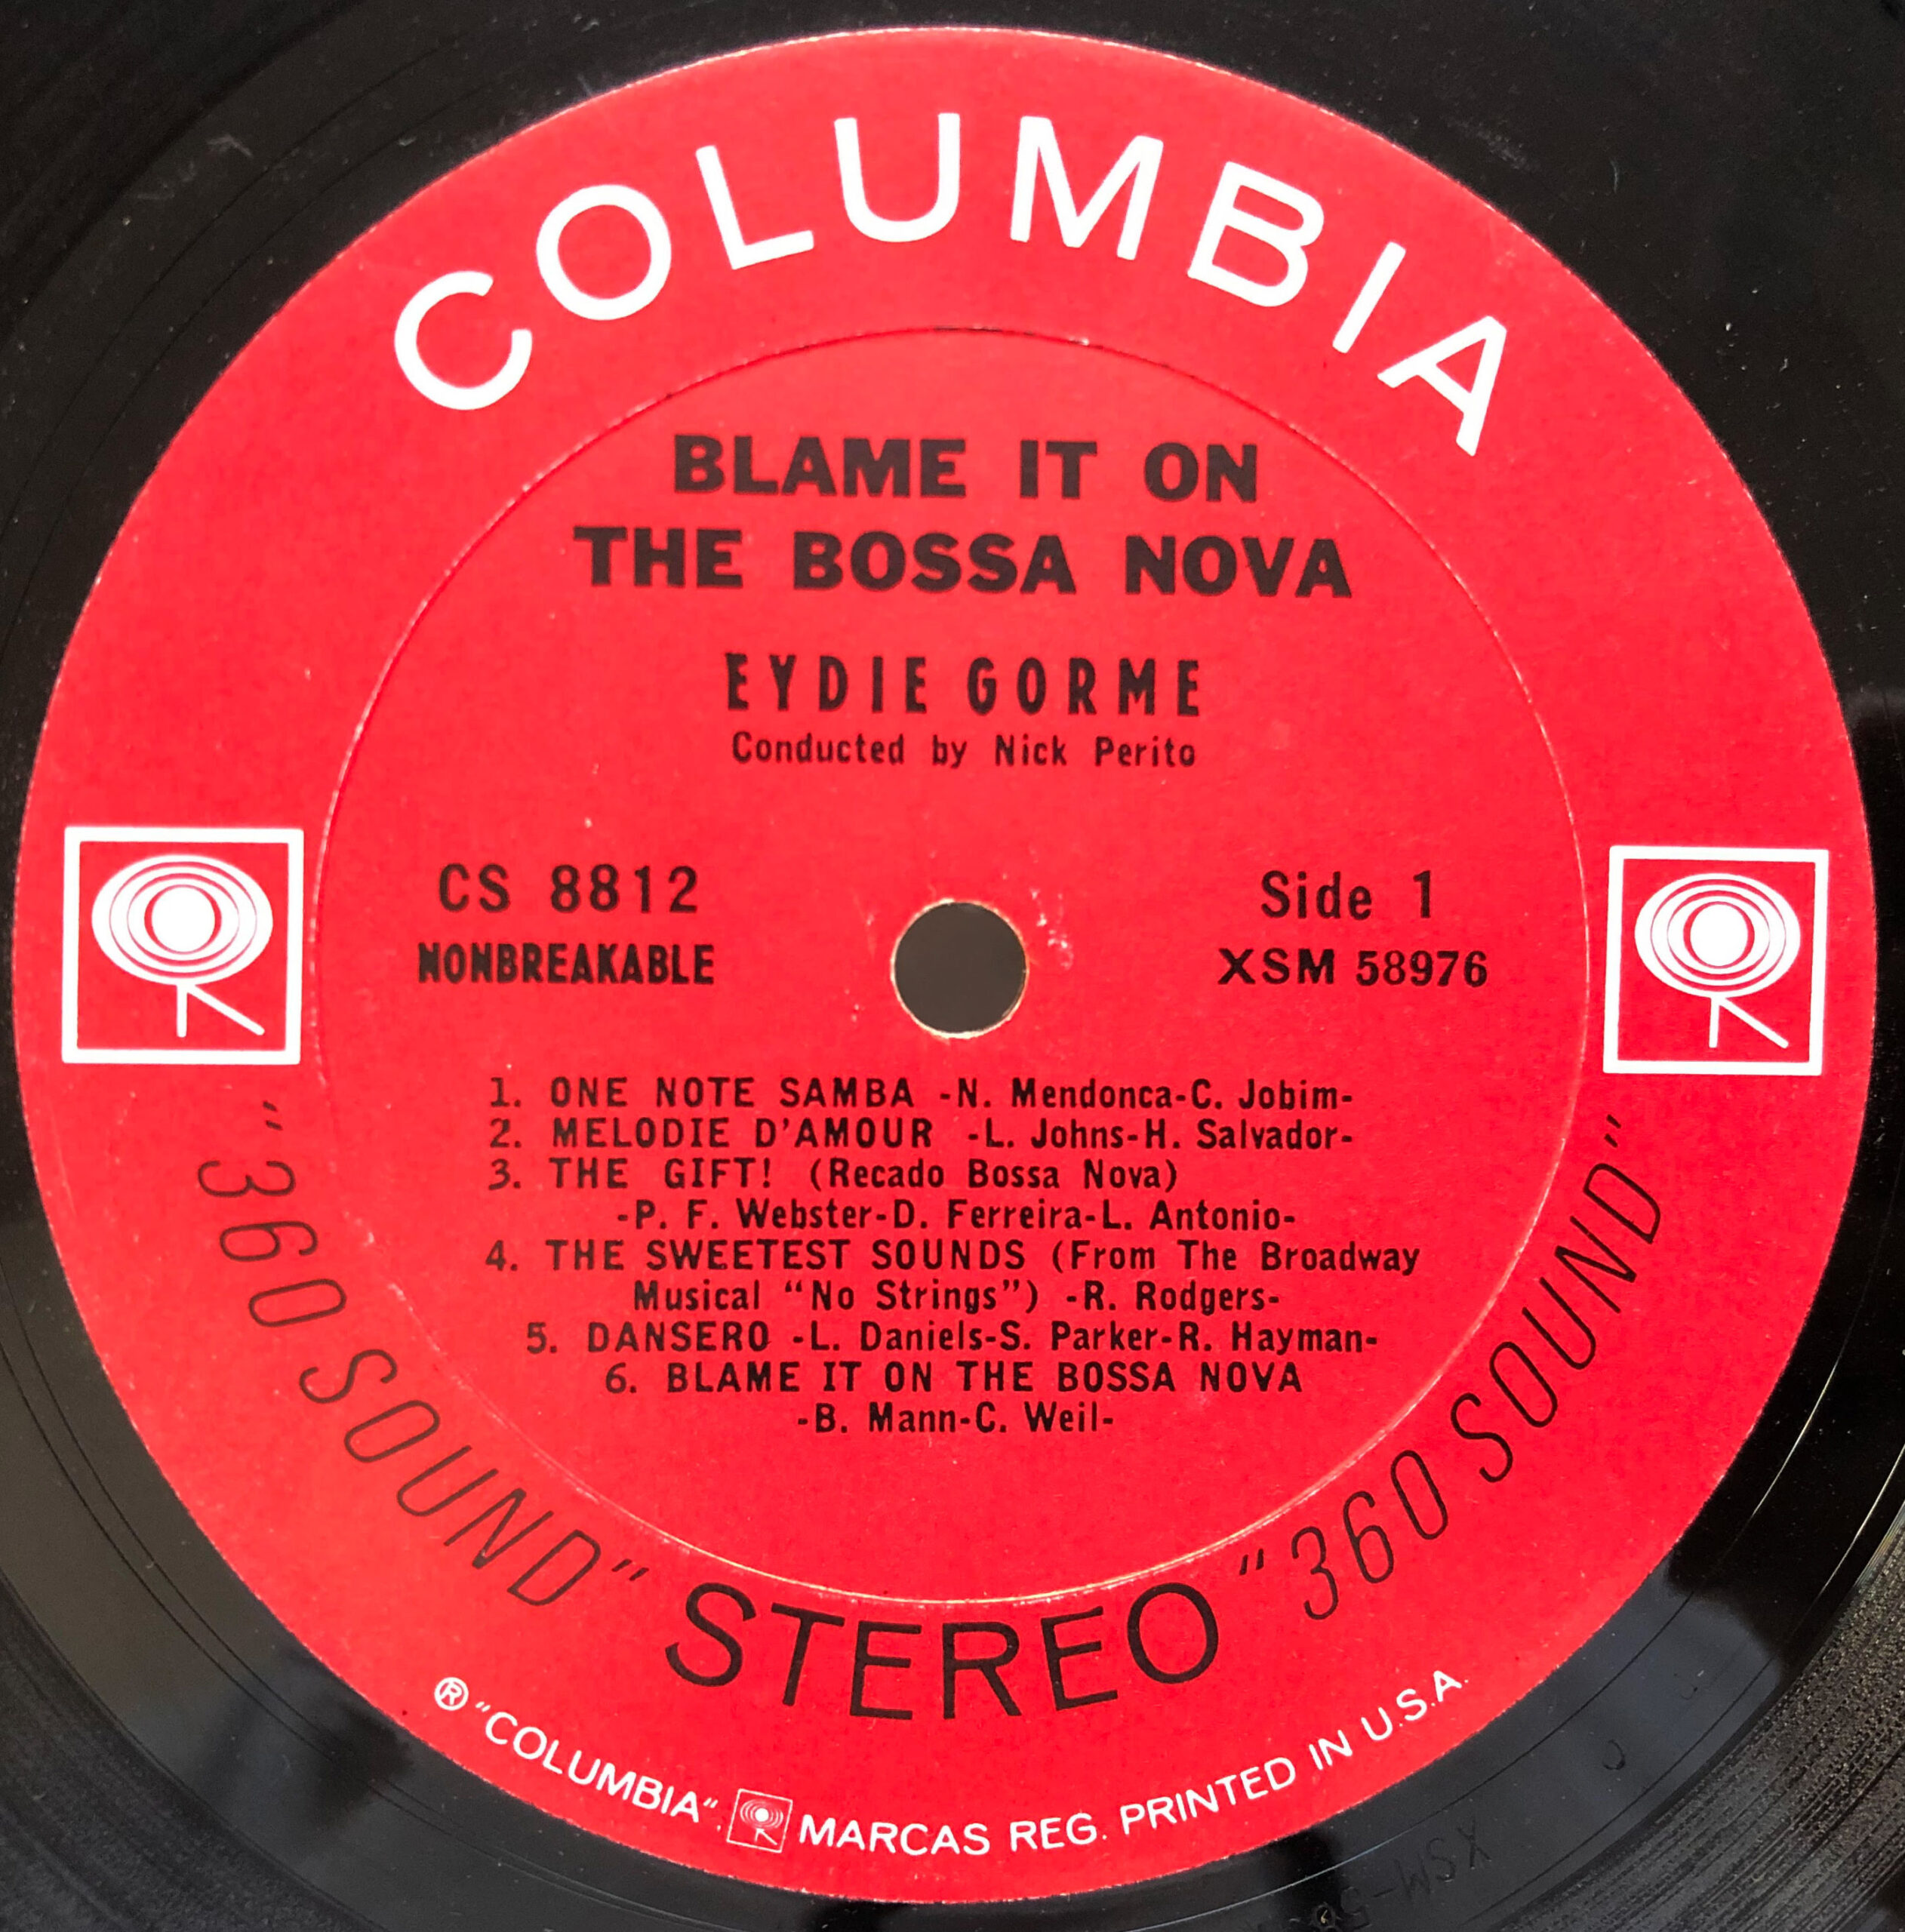 COLUMBIA
BLAME IT ON
THE BOSSA NOVA
EYDIE GORME
Conducted by Nick Perito
CS 8812
NONBREAKABLE
Side 1
XSM 58976
1. ONE NOTE SAMBA -N. Mendonca-C. Jobim-
2. MELODIE D'AMOUR -L. Johns-H. Salvador-
3. THE GIFT! (Recado Bossa Nova)
-P. F. Webster-D. Ferreira-L. Antonio-
4. THE SWEETEST SOUNDS (From The Broadway
Musical "No Strings") -R. Rodgers-
5. DANSERO -L. Daniels-S. Parker-R. Hayman-
6. BLAME IT ON THE BOSSA NOVA
-B. Mann-C. Weil-
"360 SOUND" STEREO "360 SOUND"
® "COLUMBIA", MARCAS REG. PRINTED IN U.S.A.